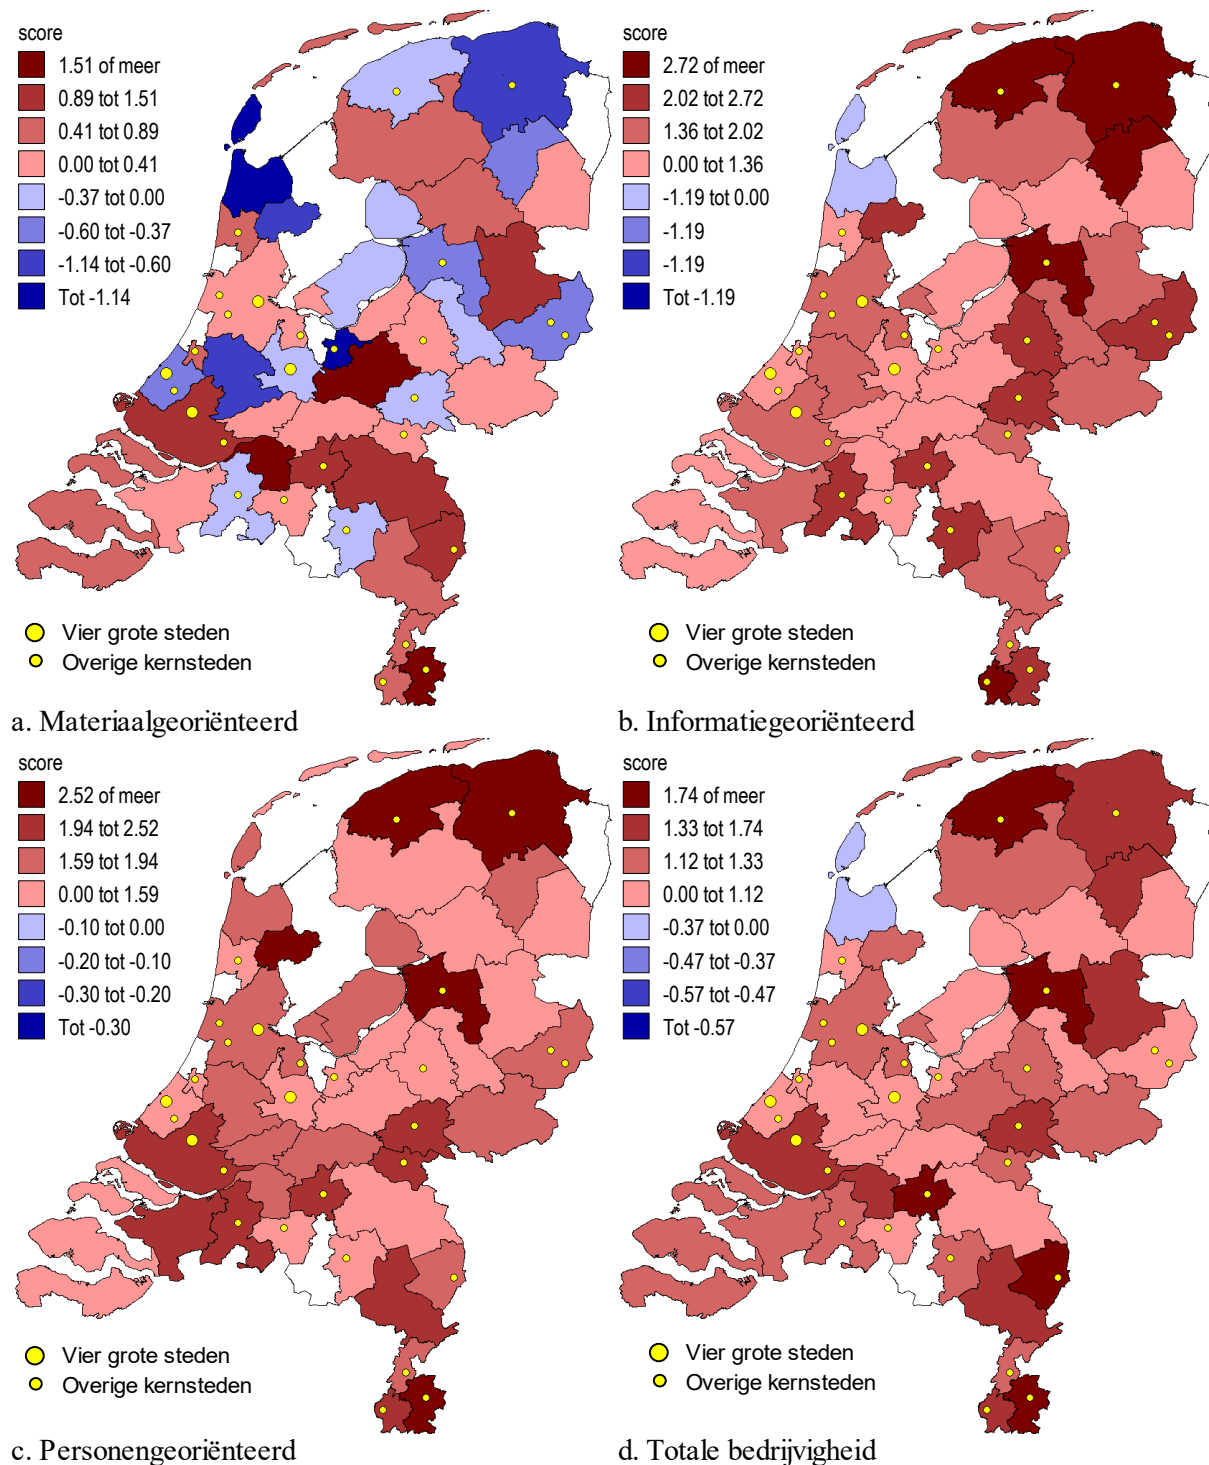 score
1.51 of meer
0.89 tot 1.51
0.41 tot 0.89
0.00 tot 0.41
-0.37 tot 0.00
-0.60 tot -0.37
-1.14 tot -0.60
Tot -1.14
Vier grote steden
Overige kernsteden
a. Materiaalgeoriënteerd
score
2.72 of meer
2.02 tot 2.72
1.36 tot 2.02
0.00 tot 1.36
-1.19 tot 0.00
-1.19
-1.19
Tot -1.19
Vier grote steden
Overige kernsteden
b. Informatiegeoriënteerd
score
2.52 of meer
1.94 tot 2.52
1.59 tot 1.94
0.00 tot 1.59
-0.10 tot 0.00
-0.20 tot -0.10
-0.30 tot -0.20
Tot -0.30
Vier grote steden
Overige kernsteden
c. Personengeoriënteerd
score
1.74 of meer
1.33 tot 1.74
1.12 tot 1.33
0.00 tot 1.12
-0.37 tot 0.00
-0.47 tot -0.37
-0.57 tot -0.47
Tot -0.57
Vier grote steden
Overige kernsteden
d. Totale bedrijvigheid